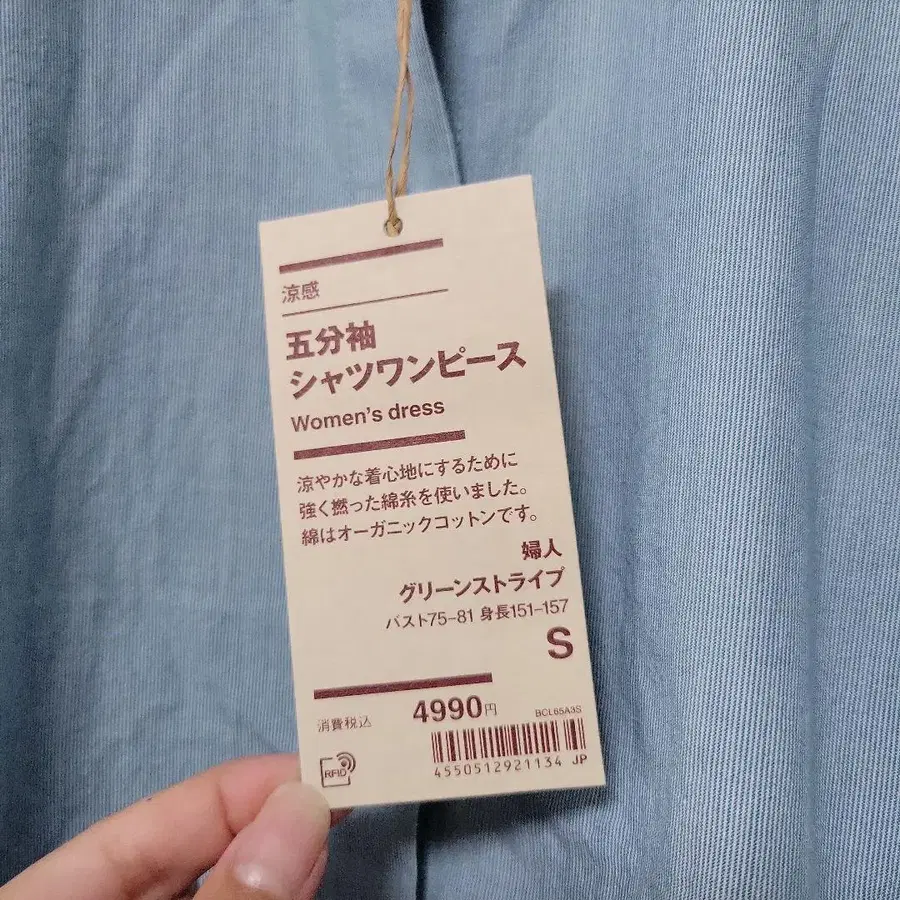 涼感
五分袖
シャツワンピース
Women's dress
涼やかな着心地にするために
強く撚った綿糸を使いました。
綿はオーガニックコットンです。
婦人
グリーンストライプ
バスト75-81 身長151-157
S
消費税込 4990円
BCL65A3S
RFID
4550512921134 JP